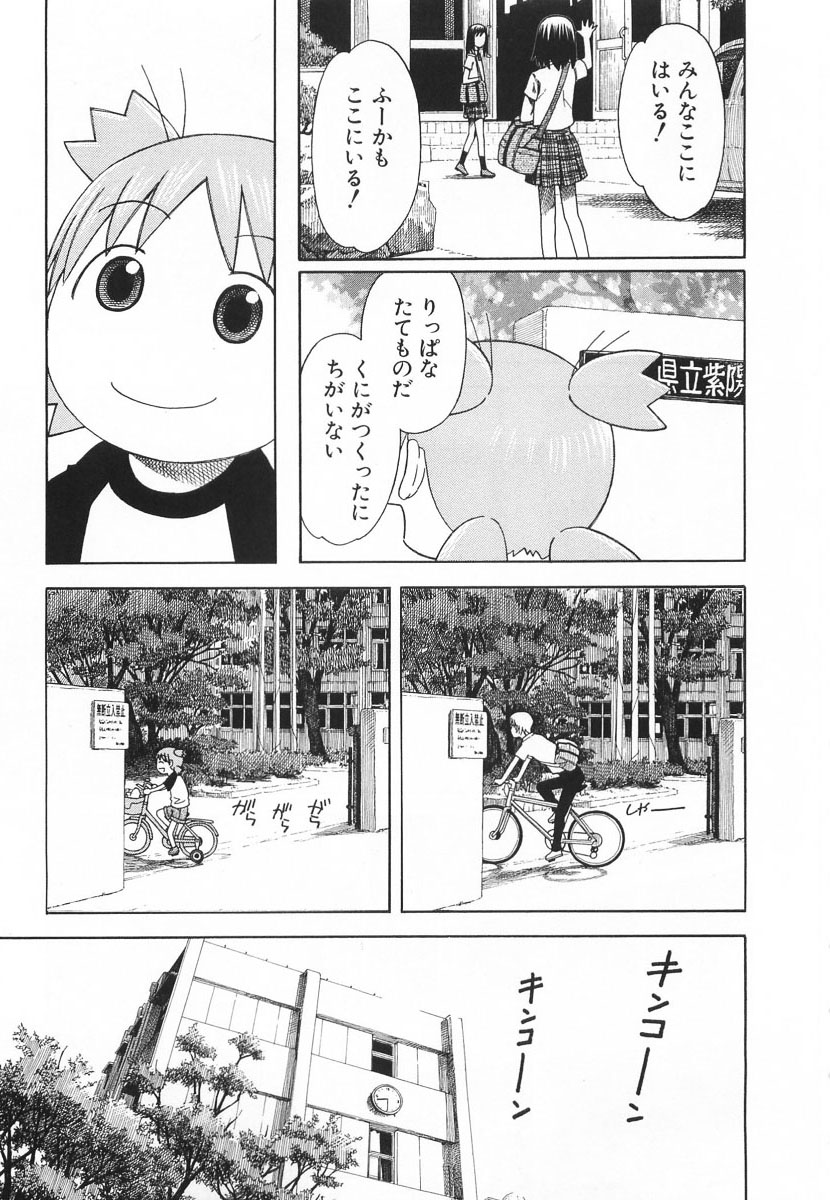 みんなここに
はいる!
ふーかも
ここにいる!
りっぱな
たてものだ
くにがつくったに
ちがいない
県立紫陽
しゃー
無断立入禁止
がら
がら
がら
無断立入禁止
キンコーン
キンコーン